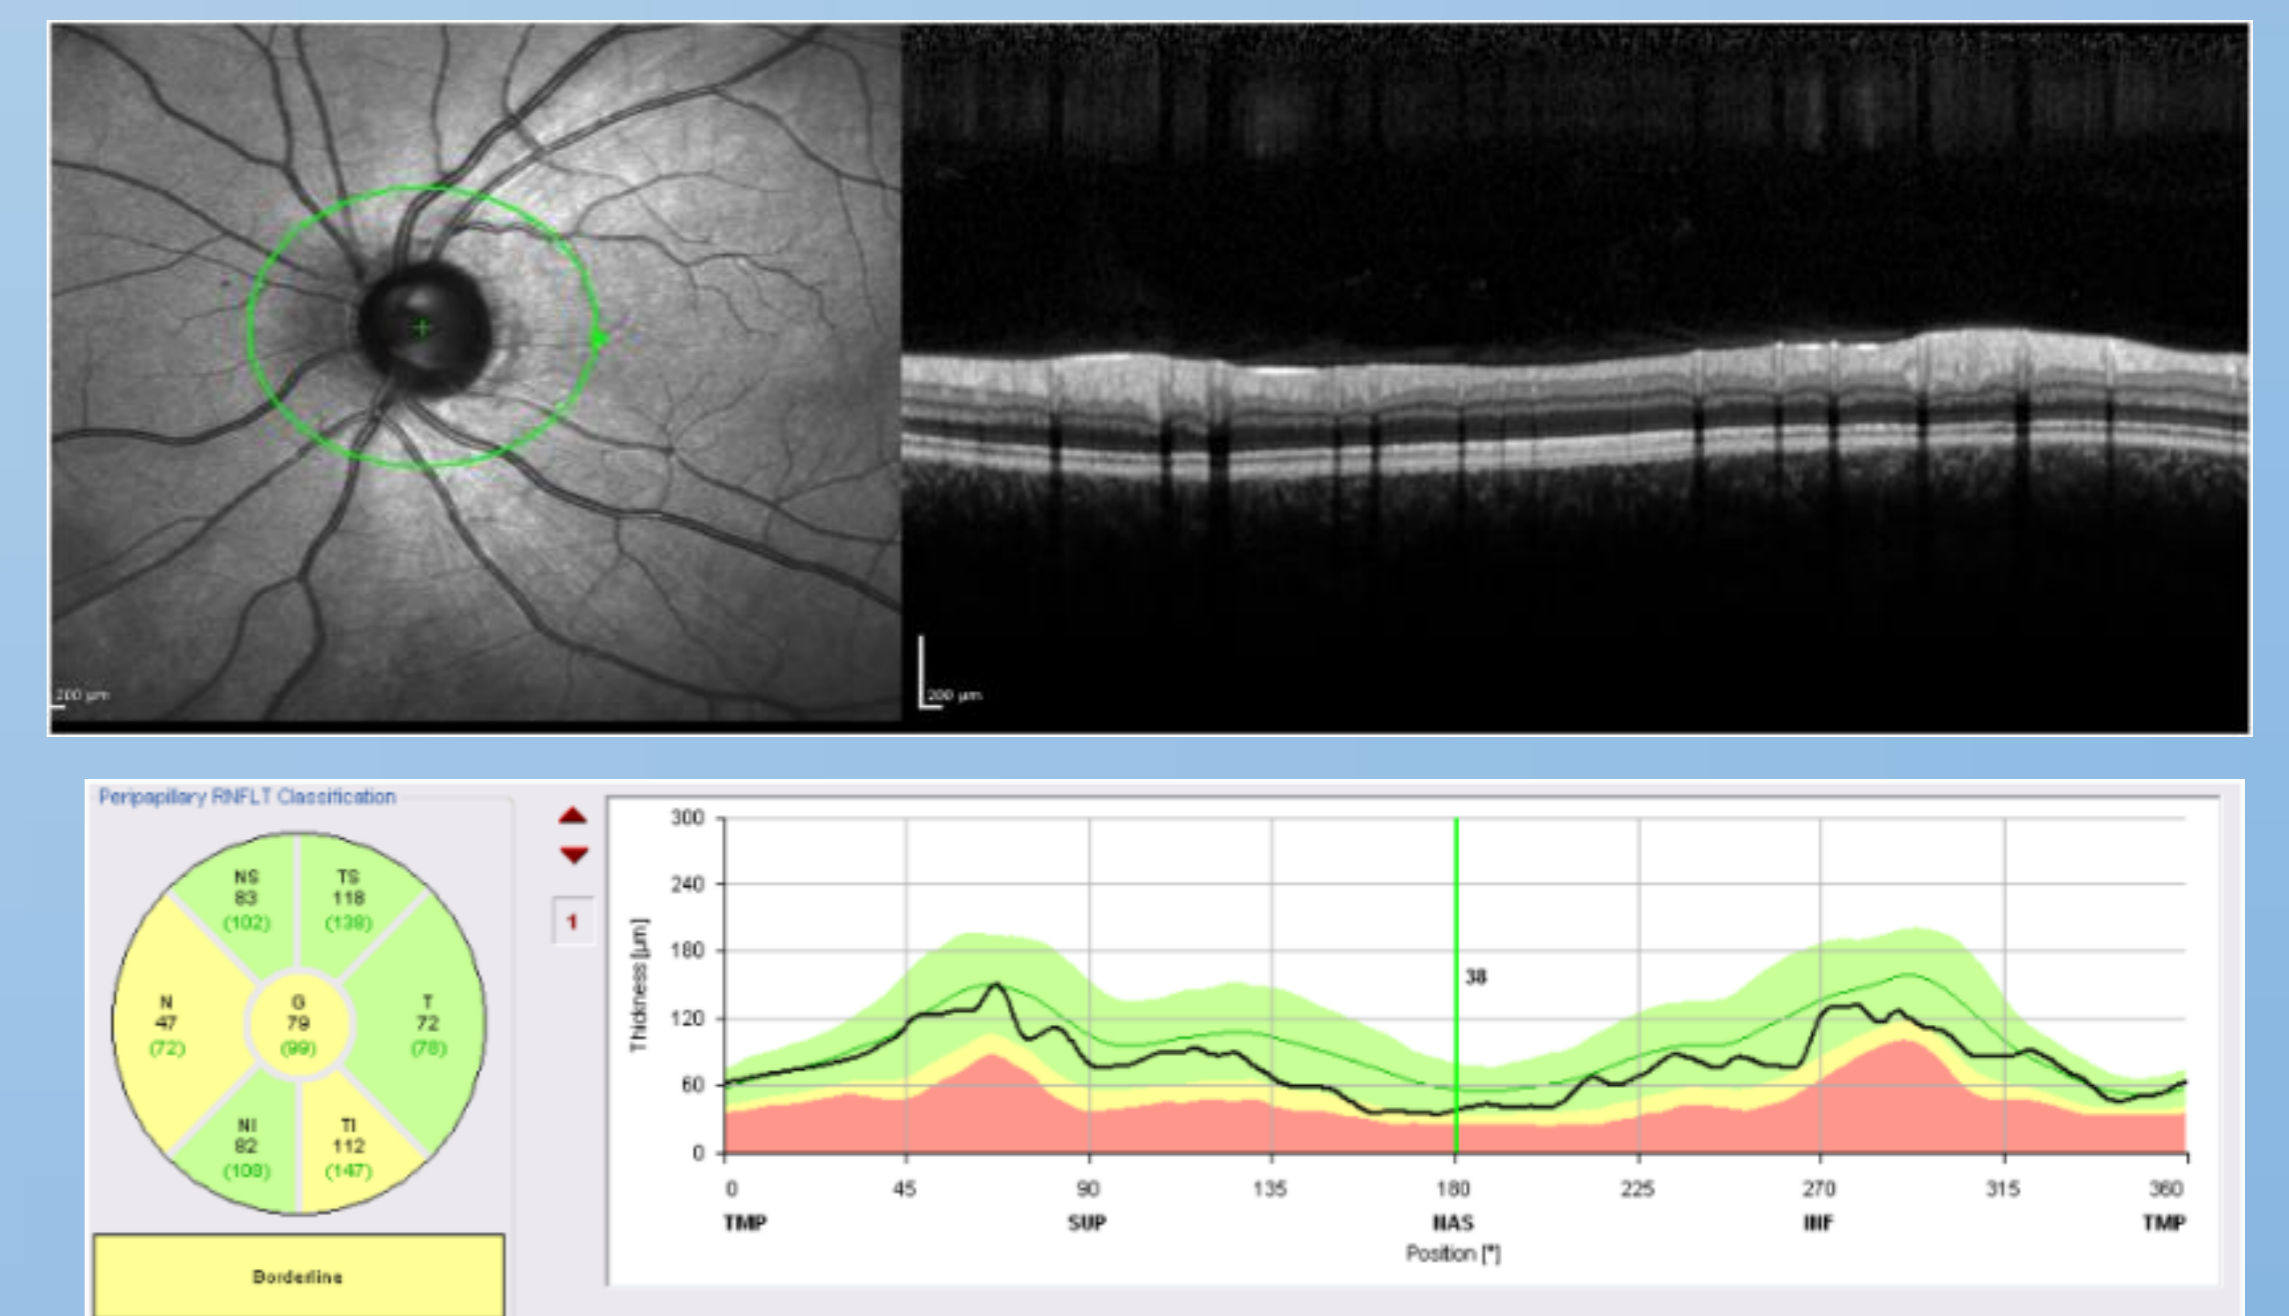 200 µm
200 µm
Peripapillary RNFLT Classification
NS
83
(102)
TS
118
(138)
N
47
(72)
G
79
(99)
T
72
(78)
NI
82
(108)
TI
112
(147)
Borderline
1
Thickness [µm]
300
240
180
120
60
0
38
0 45 90 135 180 225 270 315 360
TMP SUP NAS INF TMP
Position [°]